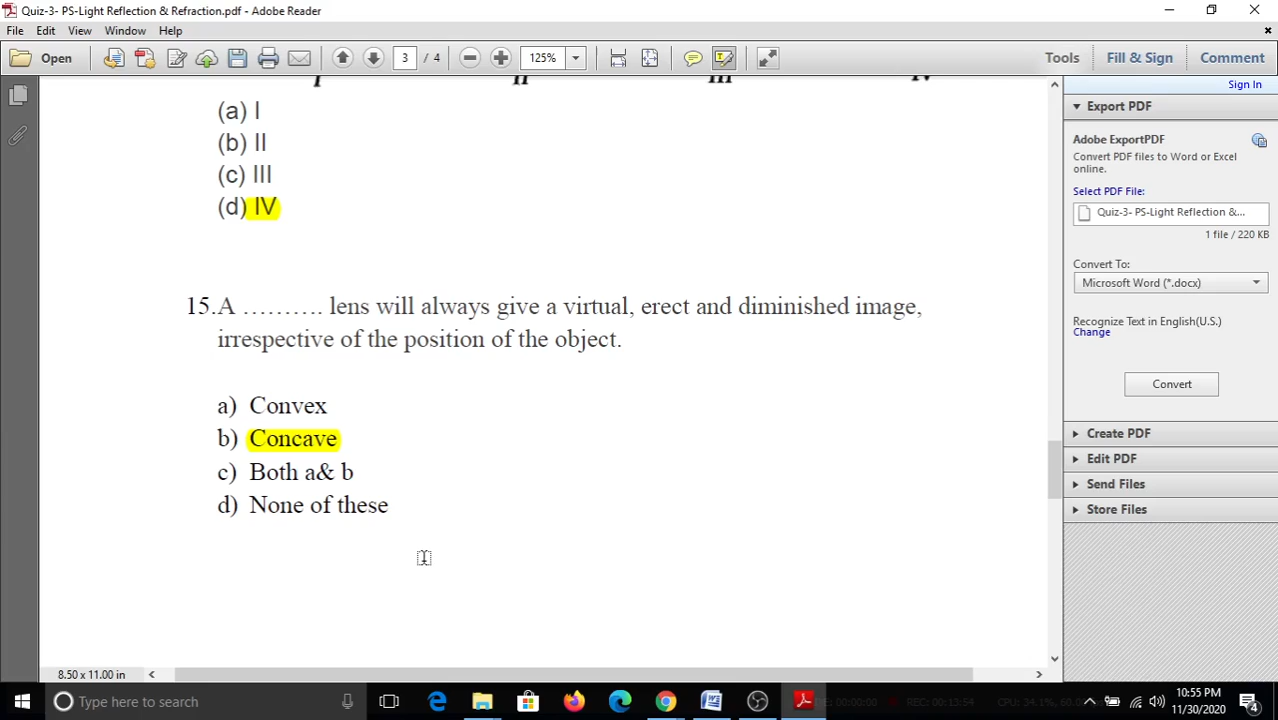 Quiz-3- PS-Light Reflection & Refraction.pdf - Adobe Reader
File Edit View Window Help
Open 3 / 4 125% Tools Fill & Sign Comment
Sign In
(a) I
(b) II
(c) III
(d) IV
15.A .......... lens will always give a virtual, erect and diminished image,
irrespective of the position of the object.
a) Convex
b) Concave
c) Both a& b
d) None of these
Export PDF
Adobe ExportPDF
Convert PDF files to Word or Excel
online.
Select PDF File:
Quiz-3- PS-Light Reflection &...
1 file / 220 KB
Convert To:
Microsoft Word (*.docx)
Recognize Text in English(U.S.)
Change
Convert
Create PDF
Edit PDF
Send Files
Store Files
8.50 x 11.00 in
Type here to search
REC: 00:13:54
10:55 PM
11/30/2020
4